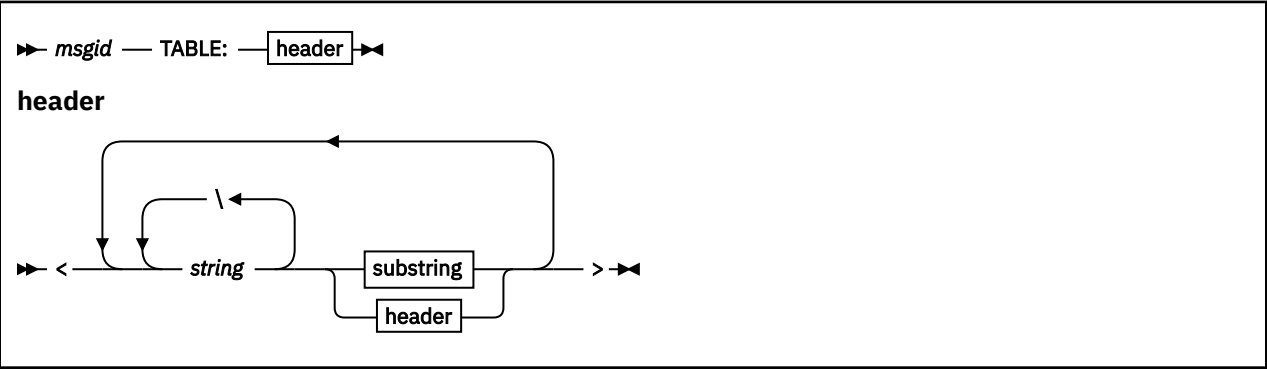 msgid TABLE: header
header
\
< string substring >
header